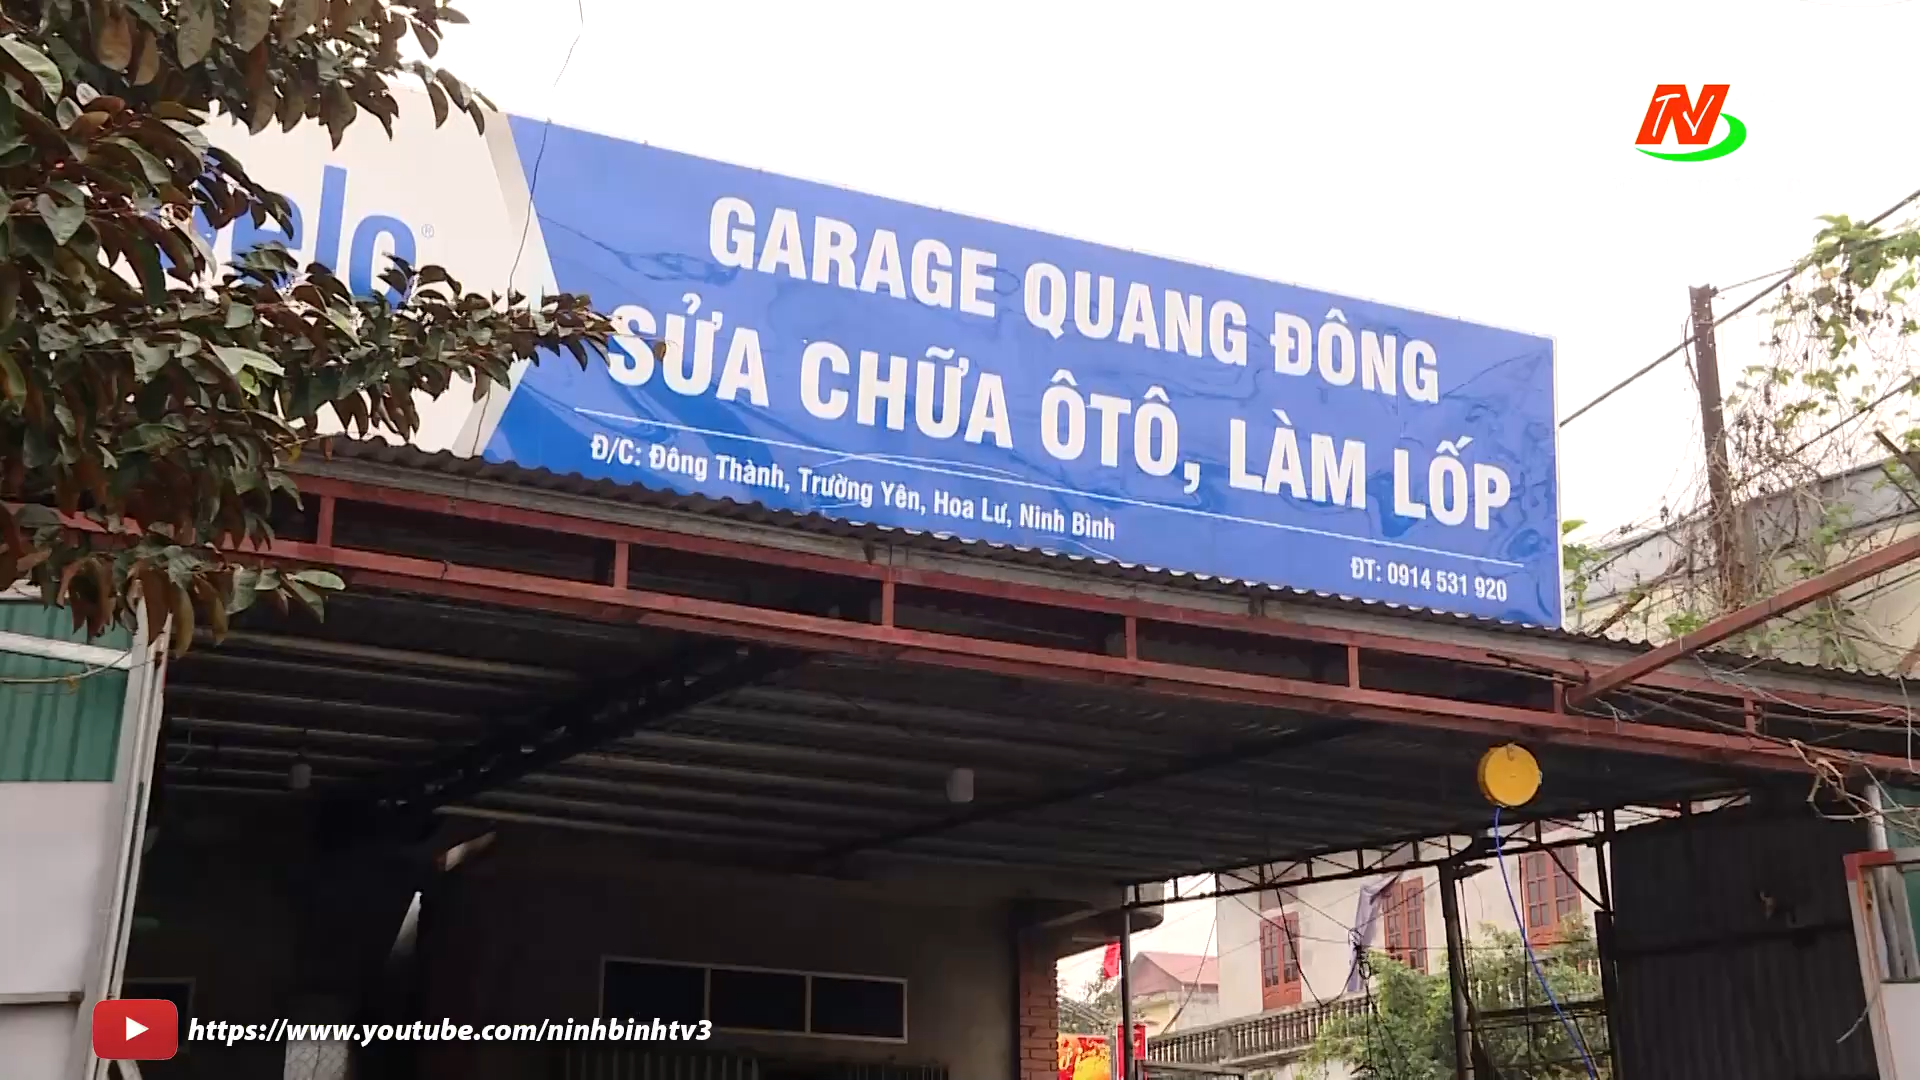 GARAGE QUANG ĐÔNG
SỬA CHỮA ÔTÔ, LÀM LỐP
Đ/C: Đông Thành, Trường Yên, Hoa Lư, Ninh Bình
ĐT: 0914 531 920
https://www.youtube.com/ninhbinhtv3